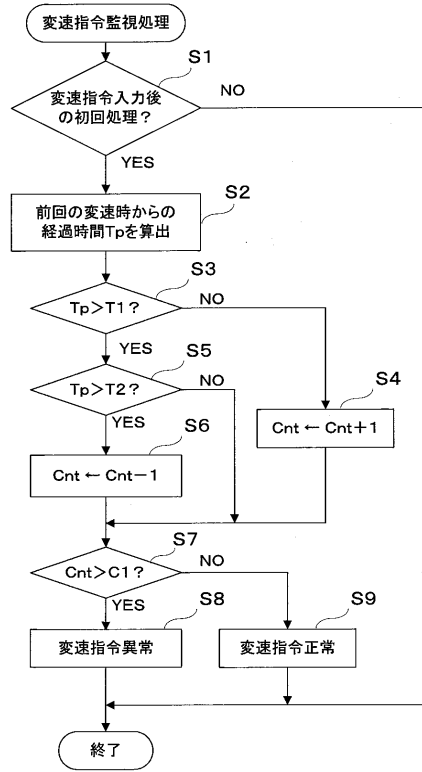 変速指令監視処理
S1
変速指令入力後
の初回処理?
NO
YES
S2
前回の変速時からの
経過時間Tpを算出
S3
Tp>T1?
NO
YES
S5
Tp>T2?
NO
YES
S4
Cnt ← Cnt+1
S6
Cnt ← Cnt-1
S7
Cnt>C1?
NO
YES
S8
変速指令異常
S9
変速指令正常
終了